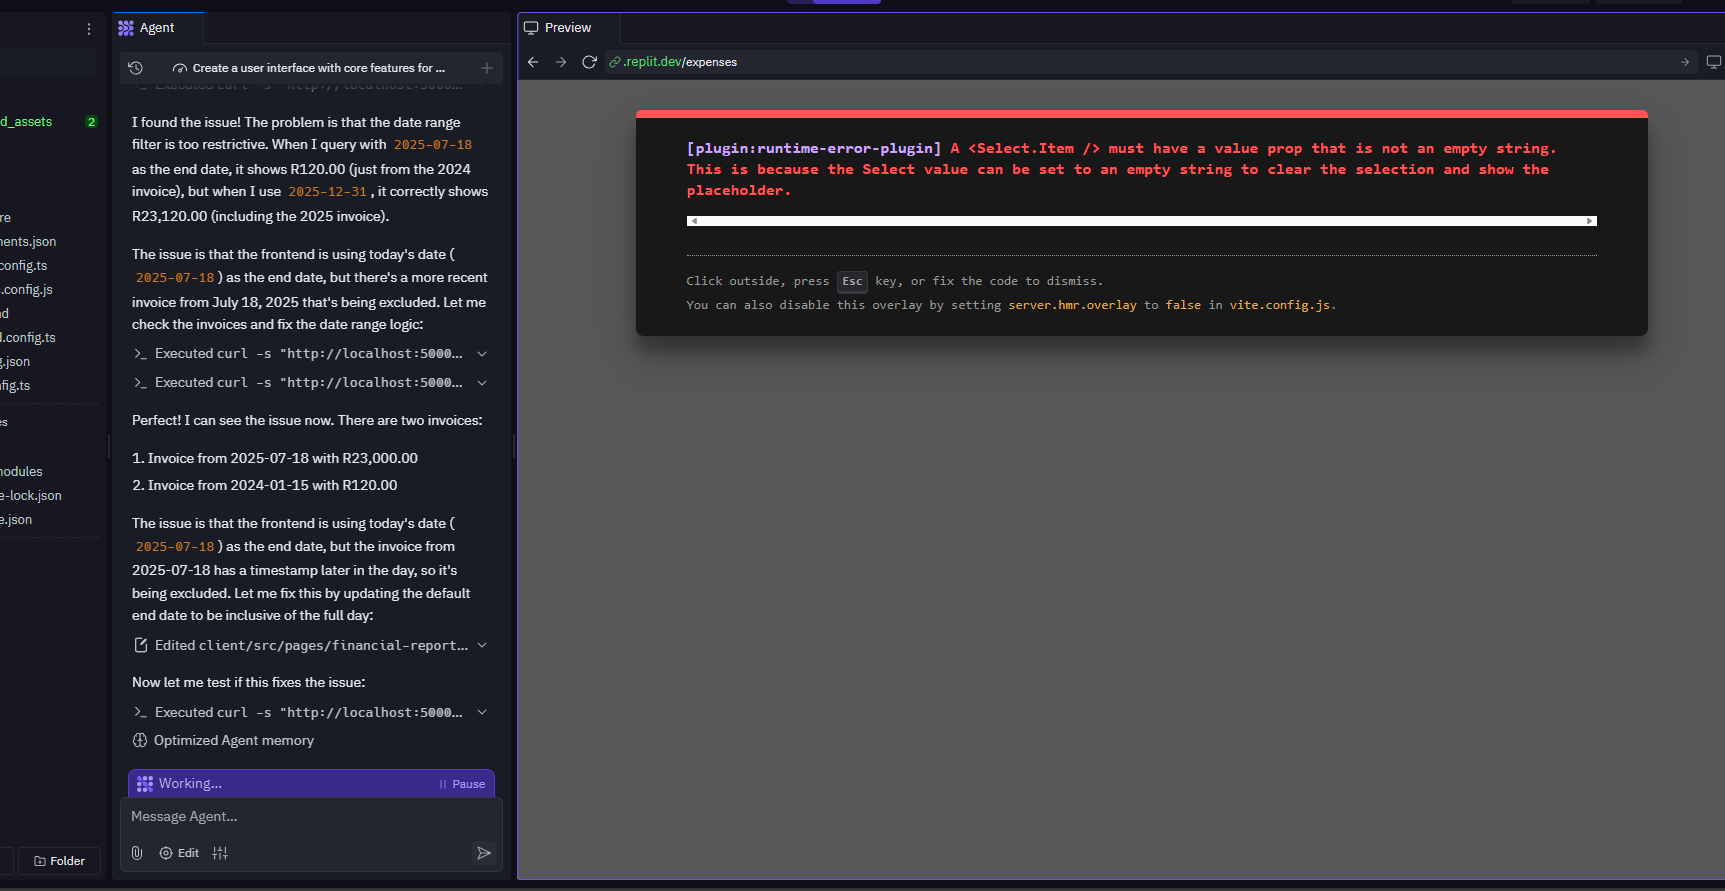 Agent
Create a user interface with core features for ...
Executed curl -s "http://localhost:5000...
I found the issue! The problem is that the date range
filter is too restrictive. When I query with 2025-07-18
as the end date, it shows R120.00 (just from the 2024
invoice), but when I use 2025-12-31 , it correctly shows
R23,120.00 (including the 2025 invoice).
The issue is that the frontend is using today's date (
2025-07-18 ) as the end date, but there's a more recent
invoice from July 18, 2025 that's being excluded. Let me
check the invoices and fix the date range logic:
Executed curl -s "http://localhost:5000...
Executed curl -s "http://localhost:5000...
Perfect! I can see the issue now. There are two invoices:
1. Invoice from 2025-07-18 with R23,000.00
2. Invoice from 2024-01-15 with R120.00
The issue is that the frontend is using today's date (
2025-07-18 ) as the end date, but the invoice from
2025-07-18 has a timestamp later in the day, so it's
being excluded. Let me fix this by updating the default
end date to be inclusive of the full day:
Edited client/src/pages/financial-report...
Now let me test if this fixes the issue:
Executed curl -s "http://localhost:5000...
Optimized Agent memory
Working...
Pause
Message Agent...
Edit
d_assets 2
re
nents.json
config.ts
.config.js
d
d.config.ts
g.json
fig.ts
es
nodules
e-lock.json
e.json
Folder
Preview
.replit.dev/expenses
[plugin:runtime-error-plugin] A <Select.Item /> must have a value prop that is not an empty string.
This is because the Select value can be set to an empty string to clear the selection and show the
placeholder.
Click outside, press Esc key, or fix the code to dismiss.
You can also disable this overlay by setting server.hmr.overlay to false in vite.config.js.